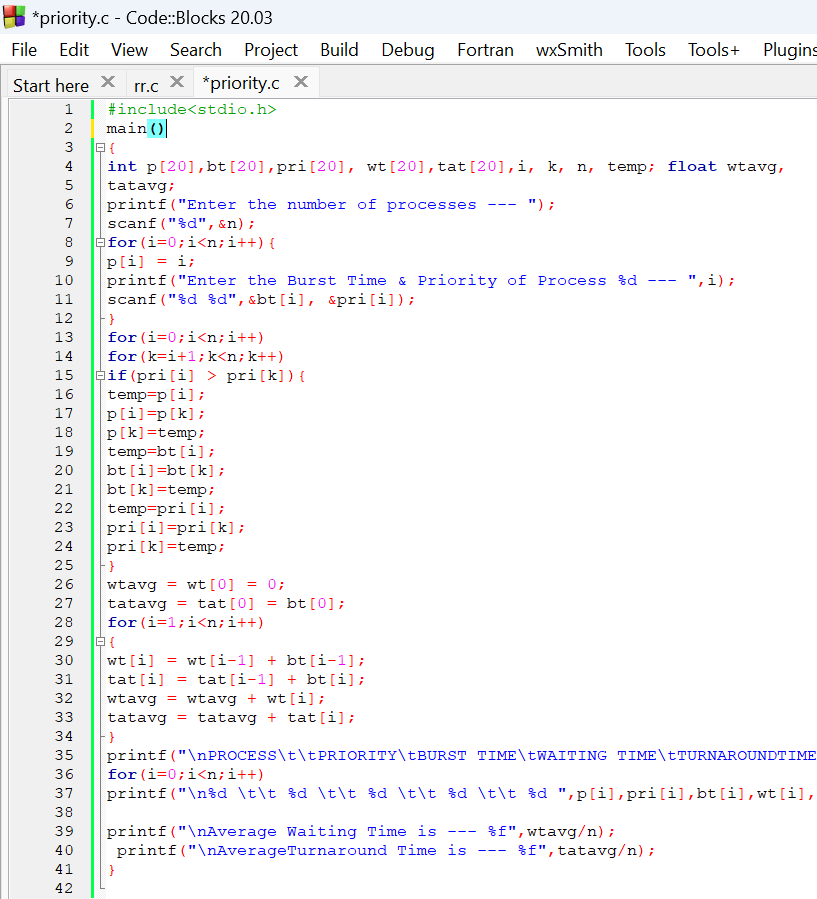 *priority.c - Code::Blocks 20.03
File Edit View Search Project Build Debug Fortran wxSmith Tools Tools+ Plugins
Start here rr.c *priority.c
1 #include<stdio.h>
2 main()
3 {
4 int p[20],bt[20],pri[20], wt[20],tat[20],i, k, n, temp; float wtavg,
5 tatavg;
6 printf("Enter the number of processes --- ");
7 scanf("%d",&n);
8 for(i=0;i<n;i++){
9 p[i] = i;
10 printf("Enter the Burst Time & Priority of Process %d --- ",i);
11 scanf("%d %d",&bt[i], &pri[i]);
12 }
13 for(i=0;i<n;i++)
14 for(k=i+1;k<n;k++)
15 if(pri[i] > pri[k]){
16 temp=p[i];
17 p[i]=p[k];
18 p[k]=temp;
19 temp=bt[i];
20 bt[i]=bt[k];
21 bt[k]=temp;
22 temp=pri[i];
23 pri[i]=pri[k];
24 pri[k]=temp;
25 }
26 wtavg = wt[0] = 0;
27 tatavg = tat[0] = bt[0];
28 for(i=1;i<n;i++)
29 {
30 wt[i] = wt[i-1] + bt[i-1];
31 tat[i] = tat[i-1] + bt[i];
32 wtavg = wtavg + wt[i];
33 tatavg = tatavg + tat[i];
34 }
35 printf("\nPROCESS\t\tPRIORITY\tBURST TIME\tWAITING TIME\tTURNAROUNDTIME
36 for(i=0;i<n;i++)
37 printf("\n%d \t\t %d \t\t %d \t\t %d \t\t %d ",p[i],pri[i],bt[i],wt[i],
38
39 printf("\nAverage Waiting Time is --- %f",wtavg/n);
40 printf("\nAverageTurnaround Time is --- %f",tatavg/n);
41 }
42